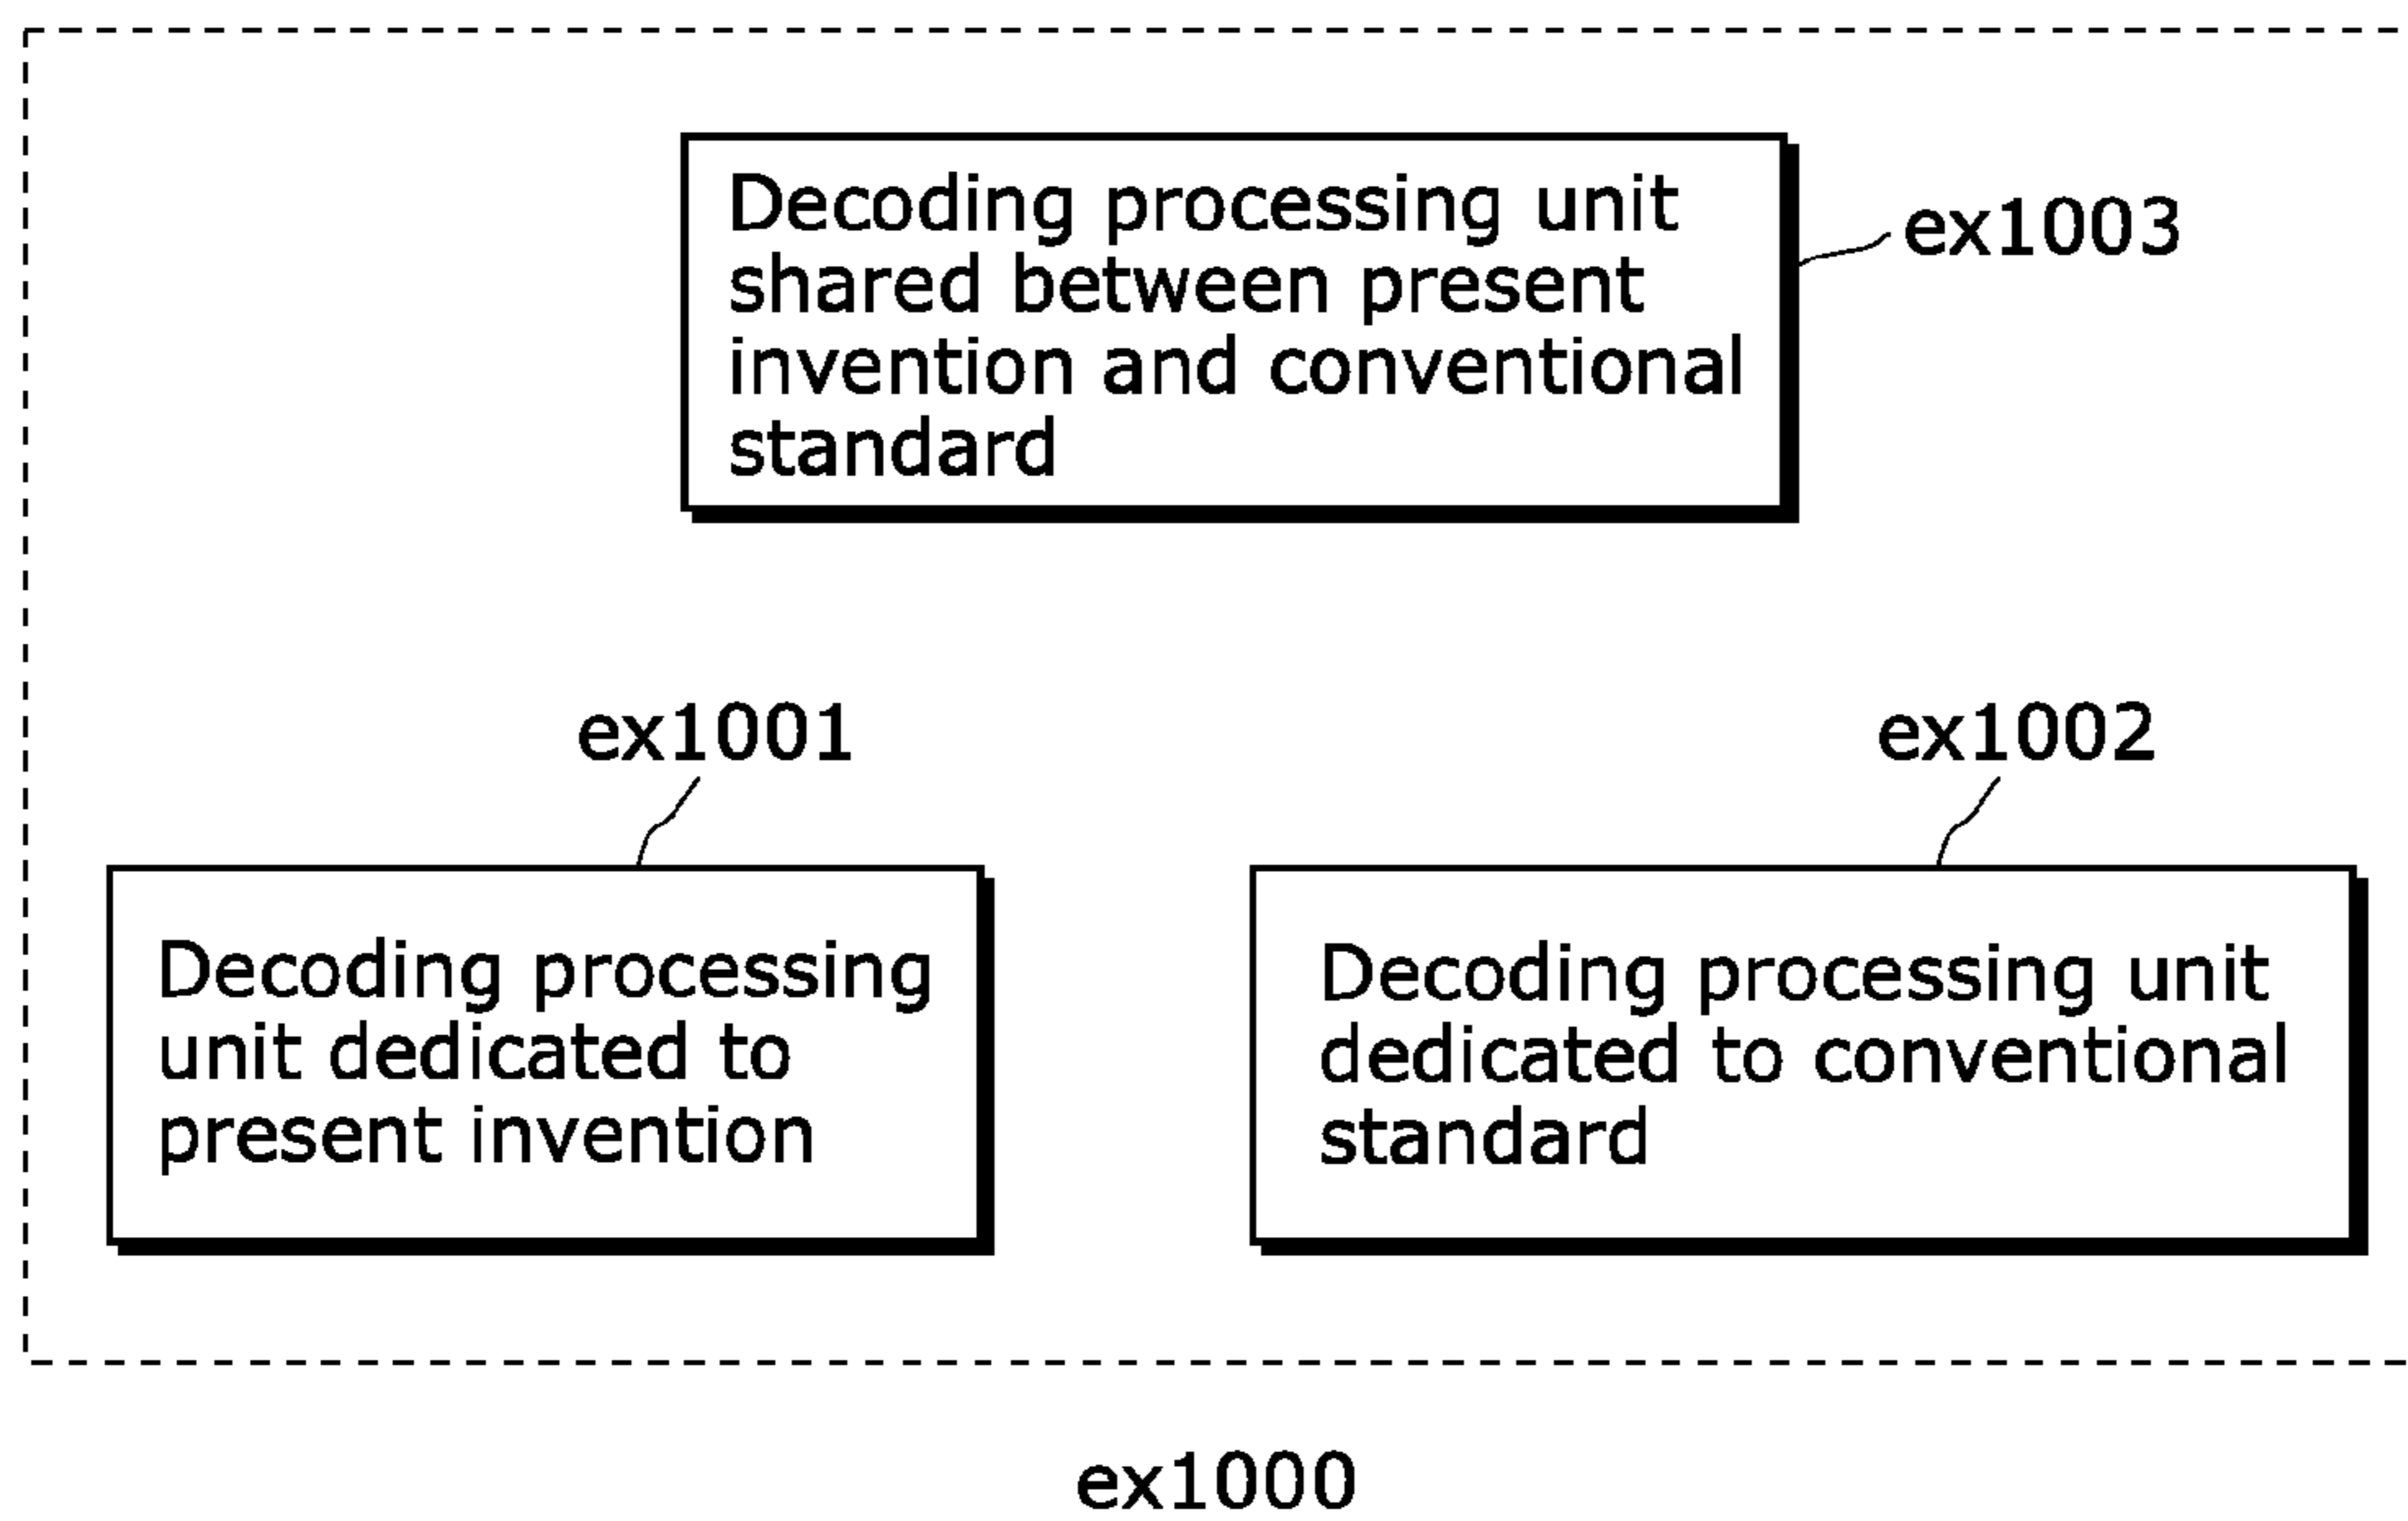 Decoding processing unit
shared between present
invention and conventional
standard
ex1003
ex1001
ex1002
Decoding processing
unit dedicated to
present invention
Decoding processing unit
dedicated to conventional
standard
ex1000